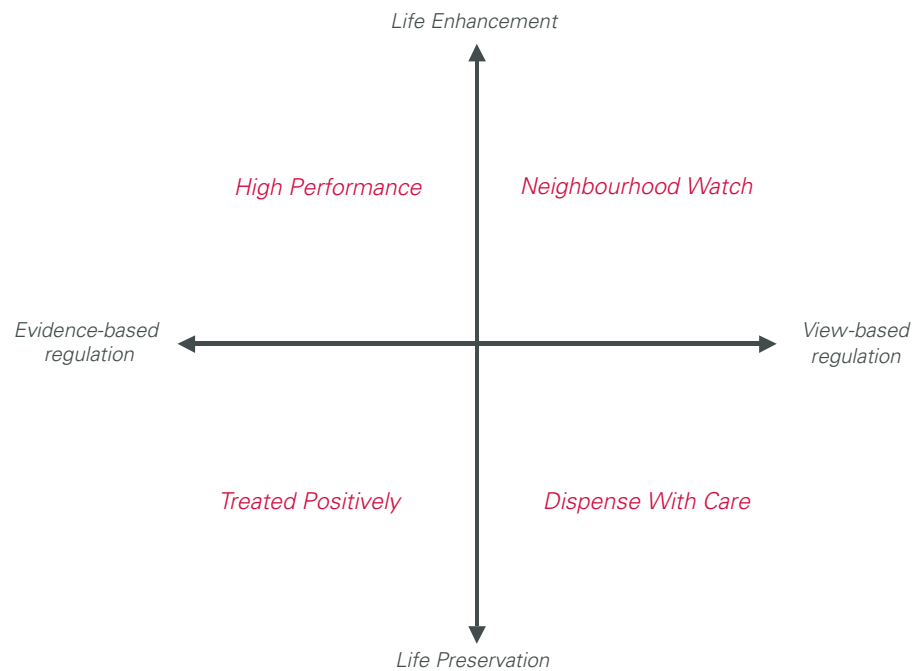 Life Enhancement
High Performance
Neighbourhood Watch
Evidence-based
regulation
View-based
regulation
Treated Positively
Dispense With Care
Life Preservation